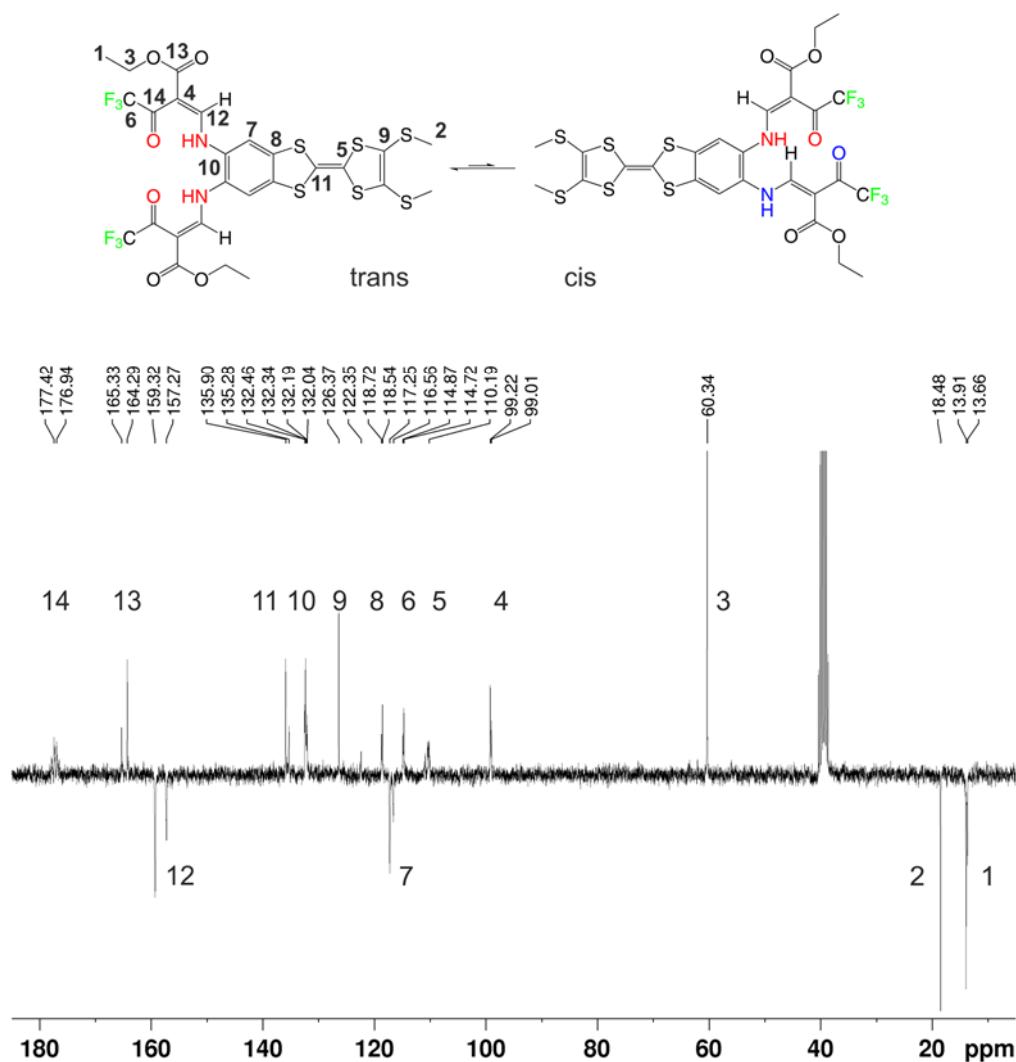 1 3 O 13 O
F₃C 14 4 H
6 12
O HN 7 8 S S 9 S 2
10 5
11
HN S S S
O
F₃C H
O O
trans
O O
H F₃C
S S S N H O
H O
S S S N H CF₃
O O
cis
177.42
176.94
165.33
164.29
159.32
157.27
135.90
135.28
132.46
132.34
132.19
132.04
126.37
122.35
118.72
118.54
117.25
116.56
114.87
114.72
110.19
99.22
99.01
60.34
18.48
13.91
13.66
14 13 11 10 9 8 6 5 4 3
12 7 2 1
180 160 140 120 100 80 60 40 20 ppm